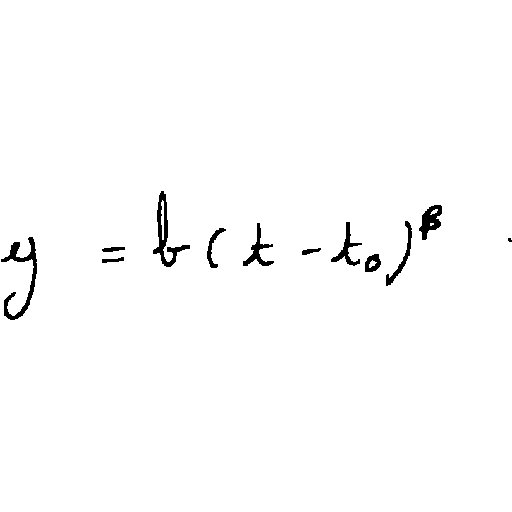 y = b(t - t₀)^β .